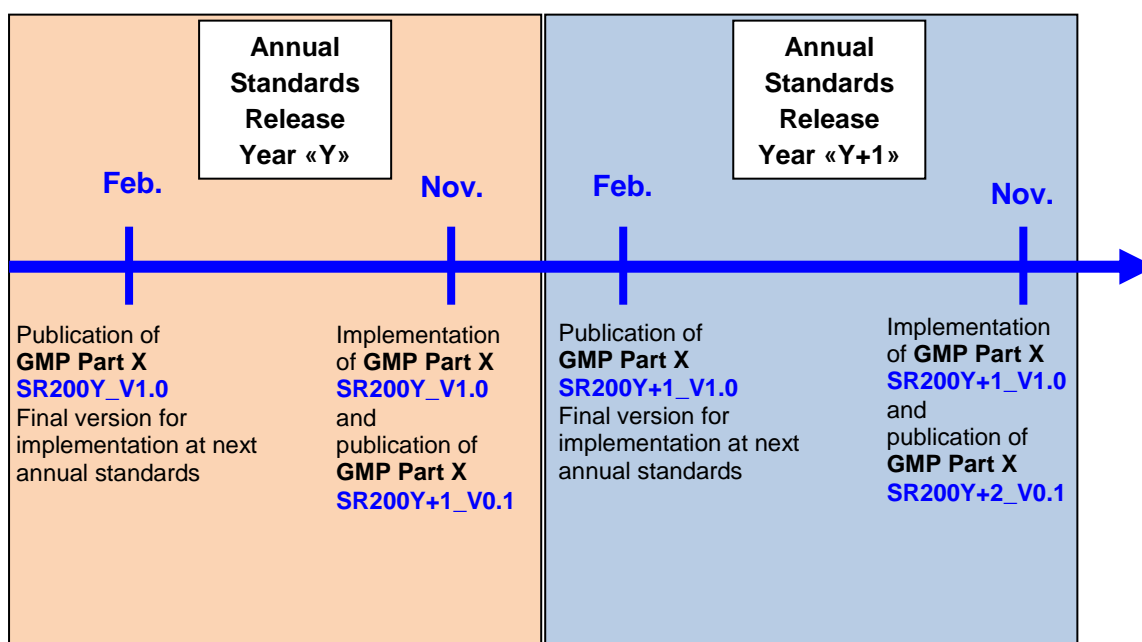 Annual
Standards
Release
Year «Y»
Annual
Standards
Release
Year «Y+1»
Feb.
Nov.
Feb.
Nov.
Publication of
GMP Part X
SR200Y_V1.0
Final version for
implementation at next
annual standards
Implementation
of GMP Part X
SR200Y_V1.0
and
publication of
GMP Part X
SR200Y+1_V0.1
Publication of
GMP Part X
SR200Y+1_V1.0
Final version for
implementation at next
annual standards
Implementation
of GMP Part X
SR200Y+1_V1.0
and
publication of
GMP Part X
SR200Y+2_V0.1